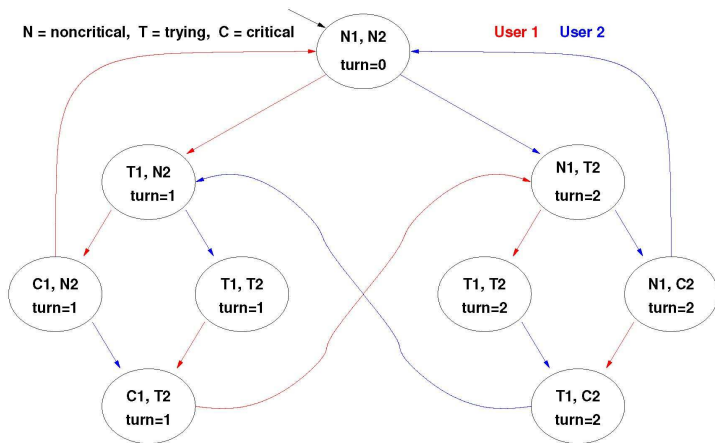 N = noncritical, T = trying, C = critical
User 1 User 2
N1, N2
turn=0
T1, N2
turn=1
N1, T2
turn=2
C1, N2
turn=1
T1, T2
turn=1
T1, T2
turn=2
N1, C2
turn=2
C1, T2
turn=1
T1, C2
turn=2